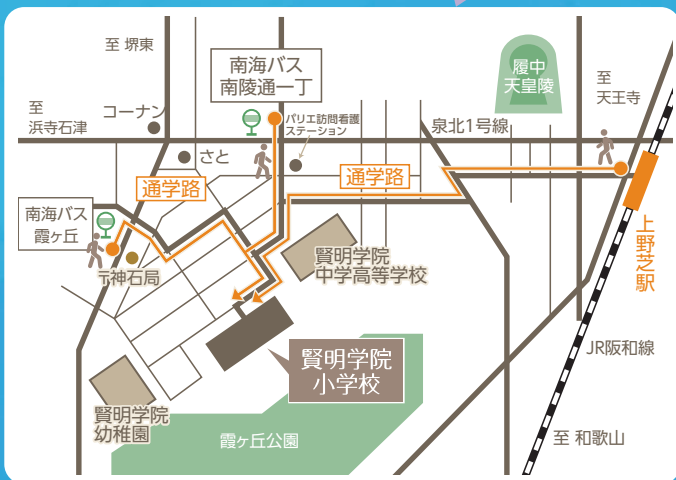 至 堺東
南海バス
南陵通一丁
履中
天皇陵
至
天王寺
至
浜寺石津
コーナン
パリエ訪問看護
ステーション
泉北1号線
さと
通学路
通学路
南海バス
霞ヶ丘
〒神石局
賢明学院
中学高等学校
上野芝駅
賢明学院
小学校
JR阪和線
賢明学院
幼稚園
霞ヶ丘公園
至 和歌山